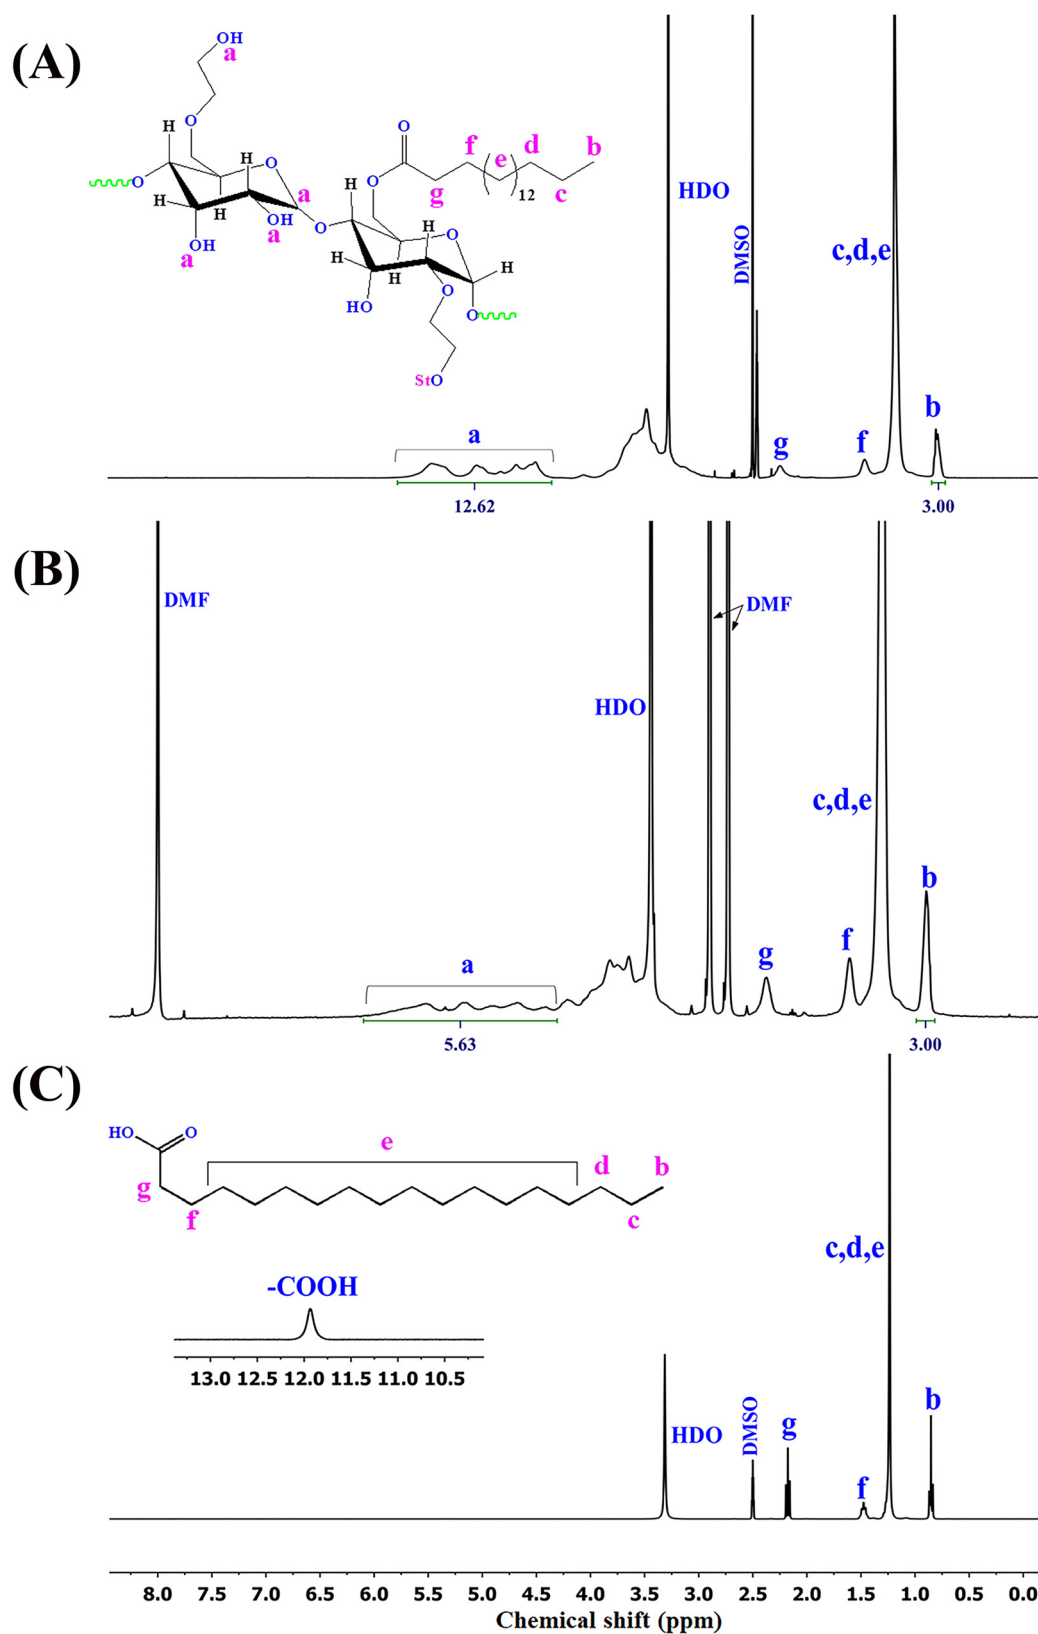 (A)
OH
a
O
H
H
O
H
H
O
a
OH
a
OH
a
O
O
O
f
e
d
b
g
12
c
H
H
O
H
H
H
HO
O
O
StO
HDO
DMSO
c,d,e
a
g
f
b
12.62
3.00
(B)
DMF
DMF
HDO
c,d,e
a
g
f
b
5.63
3.00
(C)
HO
O
e
g
f
d
b
c
c,d,e
-COOH
13.0 12.5 12.0 11.5 11.0 10.5
HDO
DMSO
g
f
b
8.0 7.5 7.0 6.5 6.0 5.5 5.0 4.5 4.0 3.5 3.0 2.5 2.0 1.5 1.0 0.5 0.0
Chemical shift (ppm)